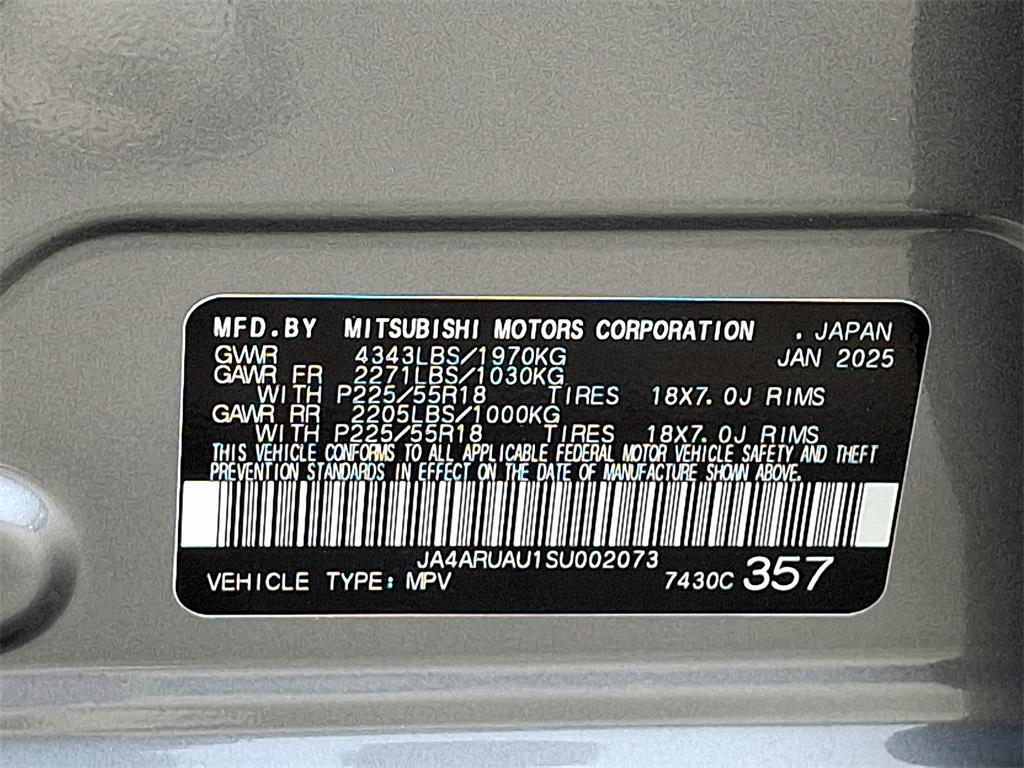 MFD.BY MITSUBISHI MOTORS CORPORATION . JAPAN
GVWR 4343LBS/1970KG JAN 2025
GAWR FR 2271LBS/1030KG
WITH P225/55R18 TIRES 18X7.0J RIMS
GAWR RR 2205LBS/1000KG
WITH P225/55R18 TIRES 18X7.0J RIMS
THIS VEHICLE CONFORMS TO ALL APPLICABLE FEDERAL MOTOR VEHICLE SAFETY AND THEFT
PREVENTION STANDARDS IN EFFECT ON THE DATE OF MANUFACTURE SHOWN ABOVE.
JA4ARUAU1SU002073
VEHICLE TYPE: MPV 7430C 357